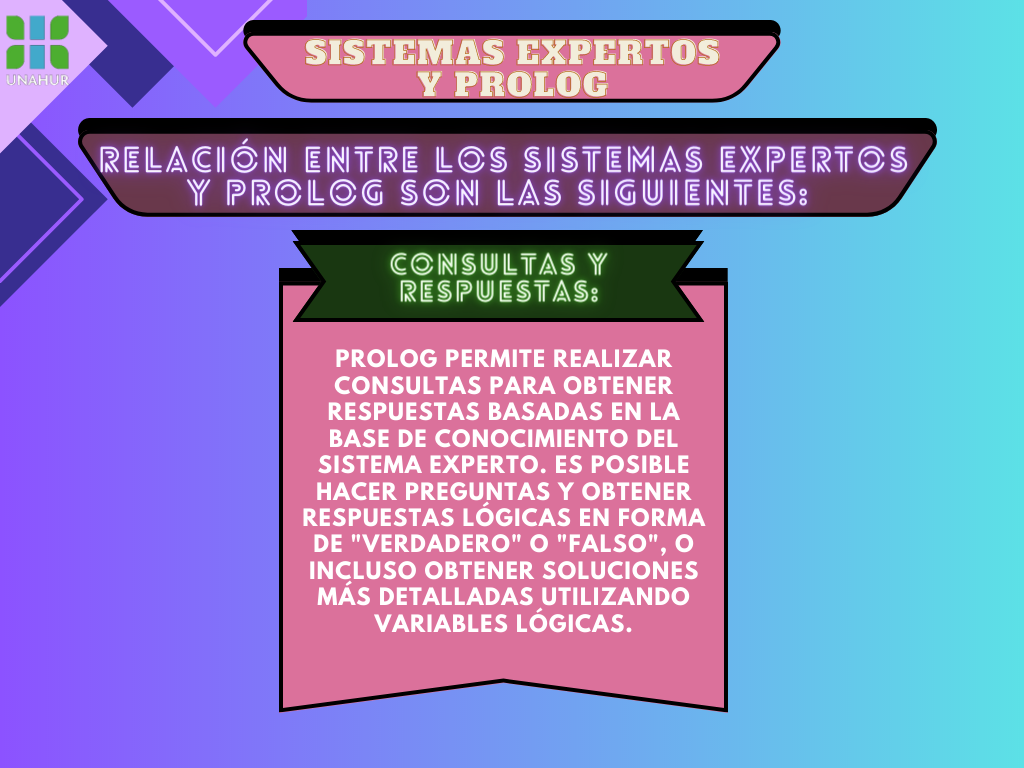 UNAHUR
SISTEMAS EXPERTOS
Y PROLOG
RELACIÓN ENTRE LOS SISTEMAS EXPERTOS
Y PROLOG SON LAS SIGUIENTES:
CONSULTAS Y
RESPUESTAS:
PROLOG PERMITE REALIZAR
CONSULTAS PARA OBTENER
RESPUESTAS BASADAS EN LA
BASE DE CONOCIMIENTO DEL
SISTEMA EXPERTO. ES POSIBLE
HACER PREGUNTAS Y OBTENER
RESPUESTAS LÓGICAS EN FORMA
DE "VERDADERO" O "FALSO", O
INCLUSO OBTENER SOLUCIONES
MÁS DETALLADAS UTILIZANDO
VARIABLES LÓGICAS.